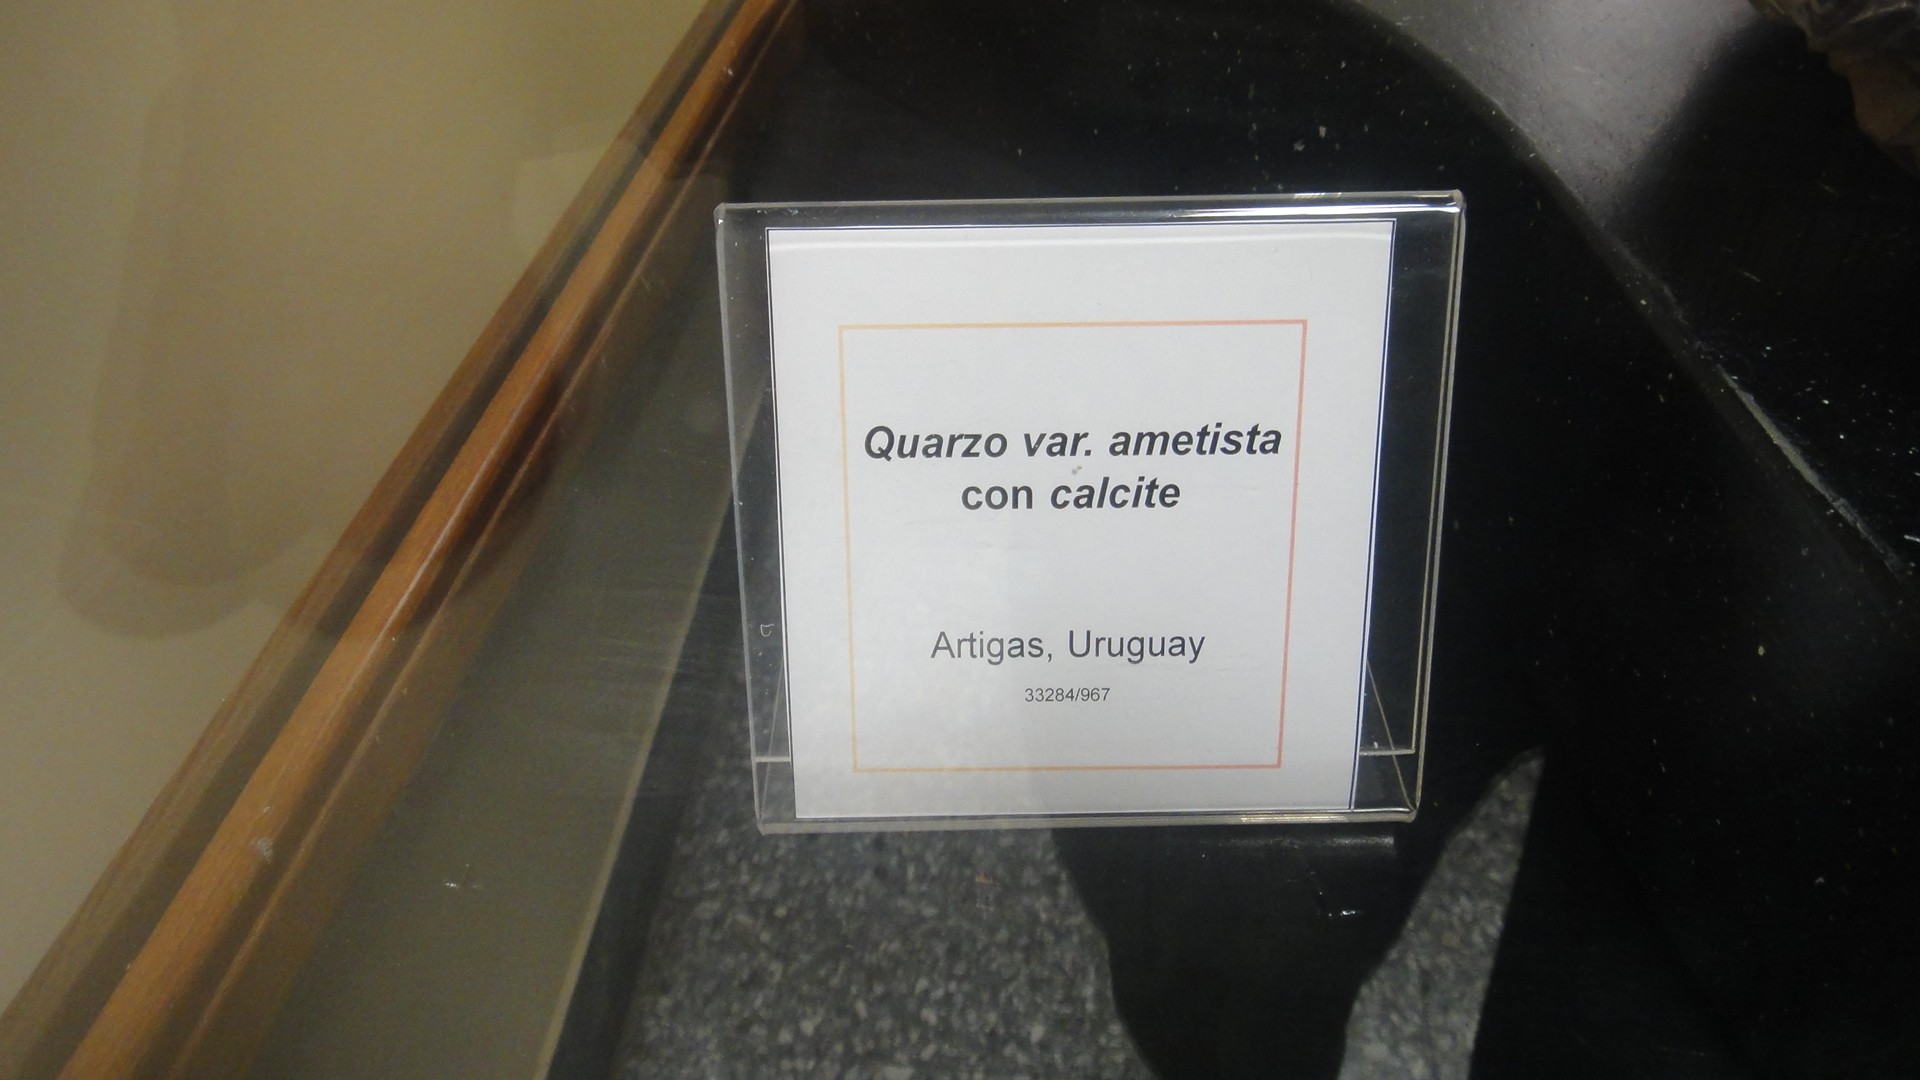 Quarzo var. ametista
con calcite
Artigas, Uruguay
33284/967